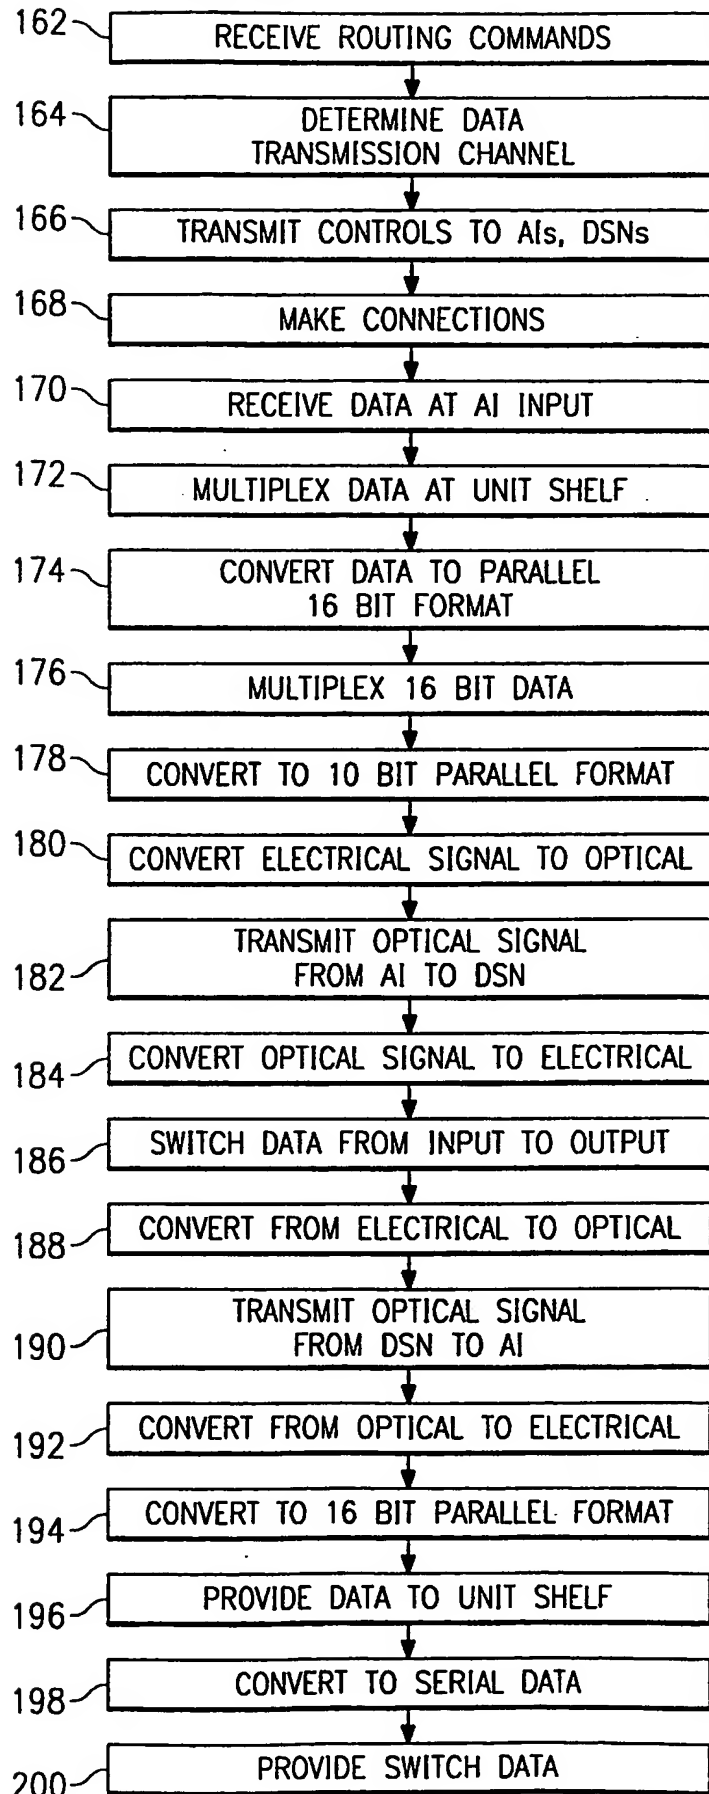 162 RECEIVE ROUTING COMMANDS
164 DETERMINE DATA
TRANSMISSION CHANNEL
166 TRANSMIT CONTROLS TO AIs, DSNs
168 MAKE CONNECTIONS
170 RECEIVE DATA AT AI INPUT
172 MULTIPLEX DATA AT UNIT SHELF
174 CONVERT DATA TO PARALLEL
16 BIT FORMAT
176 MULTIPLEX 16 BIT DATA
178 CONVERT TO 10 BIT PARALLEL FORMAT
180 CONVERT ELECTRICAL SIGNAL TO OPTICAL
TRANSMIT OPTICAL SIGNAL
182 FROM AI TO DSN
184 CONVERT OPTICAL SIGNAL TO ELECTRICAL
186 SWITCH DATA FROM INPUT TO OUTPUT
188 CONVERT FROM ELECTRICAL TO OPTICAL
TRANSMIT OPTICAL SIGNAL
190 FROM DSN TO AI
192 CONVERT FROM OPTICAL TO ELECTRICAL
194 CONVERT TO 16 BIT PARALLEL FORMAT
196 PROVIDE DATA TO UNIT SHELF
198 CONVERT TO SERIAL DATA
200 PROVIDE SWITCH DATA